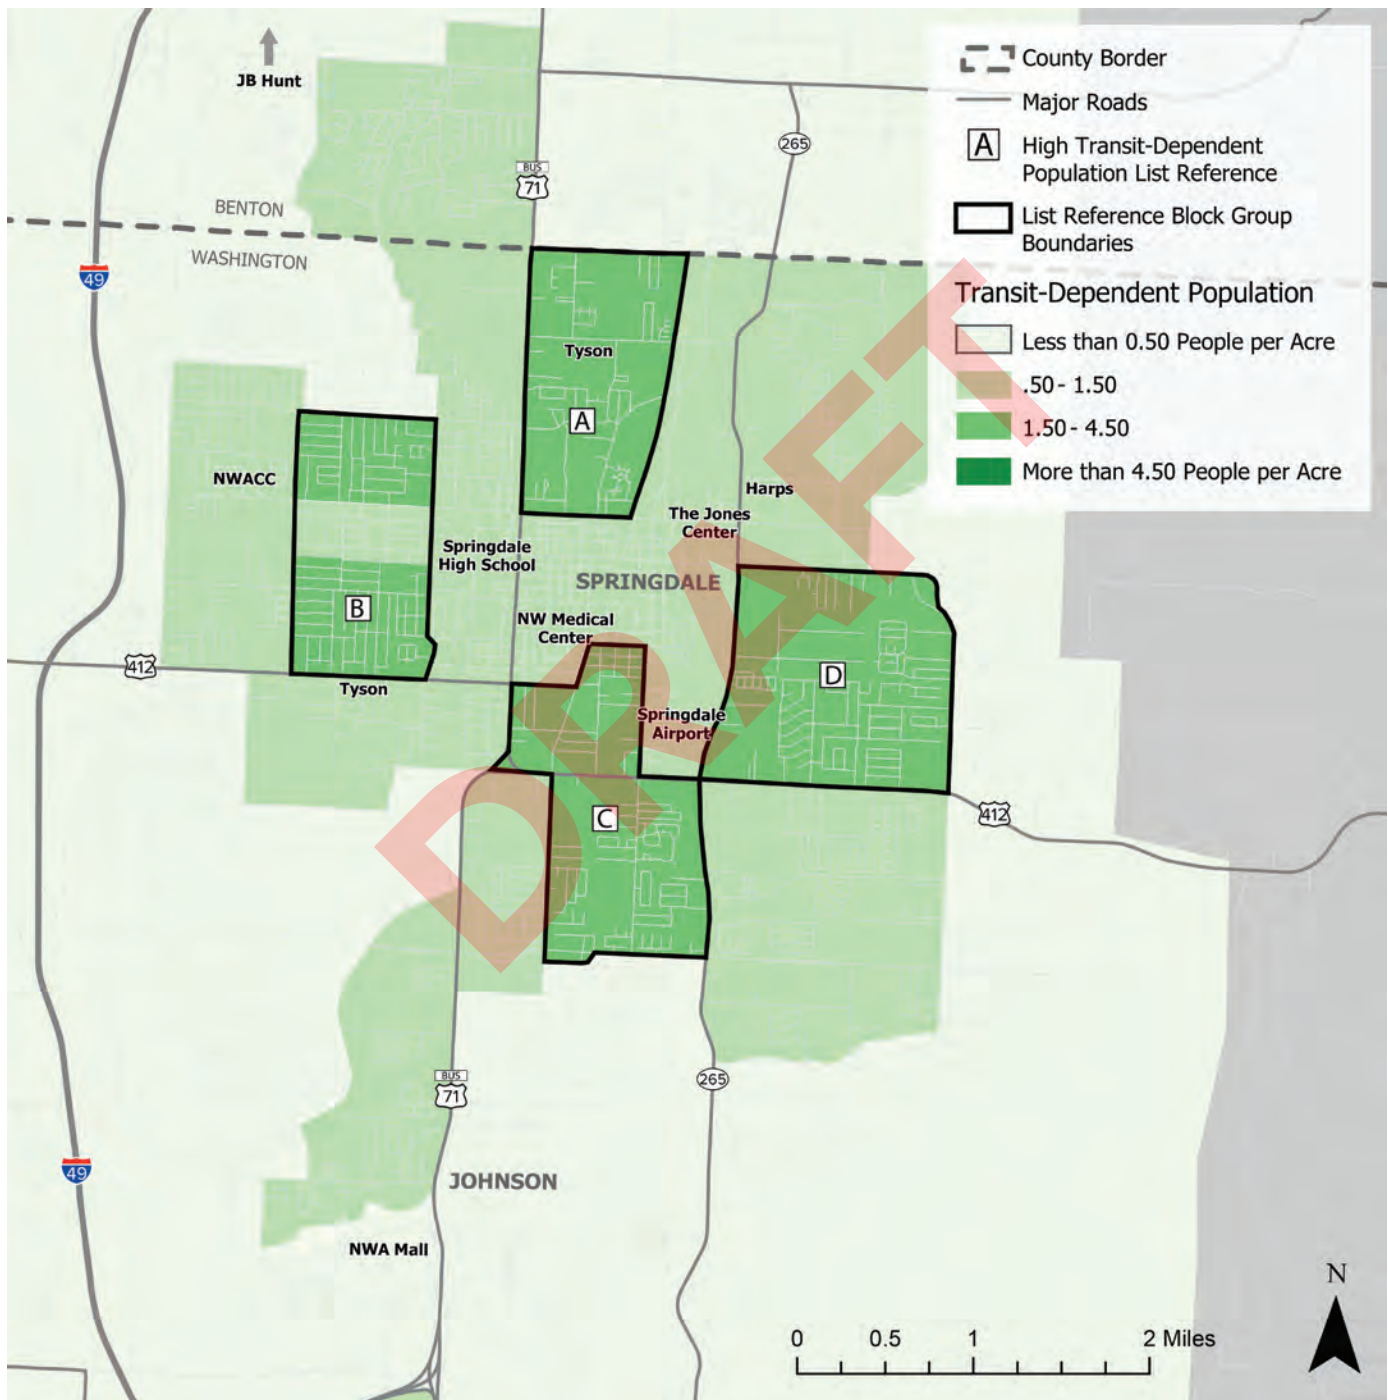 JB Hunt
BUS
71
265
BENTON
WASHINGTON
49
Tyson
A
NWACC
Harps
The Jones
Center
Springdale
High School
SPRINGDALE
B
NW Medical
Center
412
Tyson
D
Springdale
Airport
C
412
BUS
71
265
49
JOHNSON
NWA Mall
County Border
Major Roads
A
High Transit-Dependent
Population List Reference
List Reference Block Group
Boundaries
Transit-Dependent Population
Less than 0.50 People per Acre
.50 - 1.50
1.50 - 4.50
More than 4.50 People per Acre
DRAFT
N
0 0.5 1 2 Miles